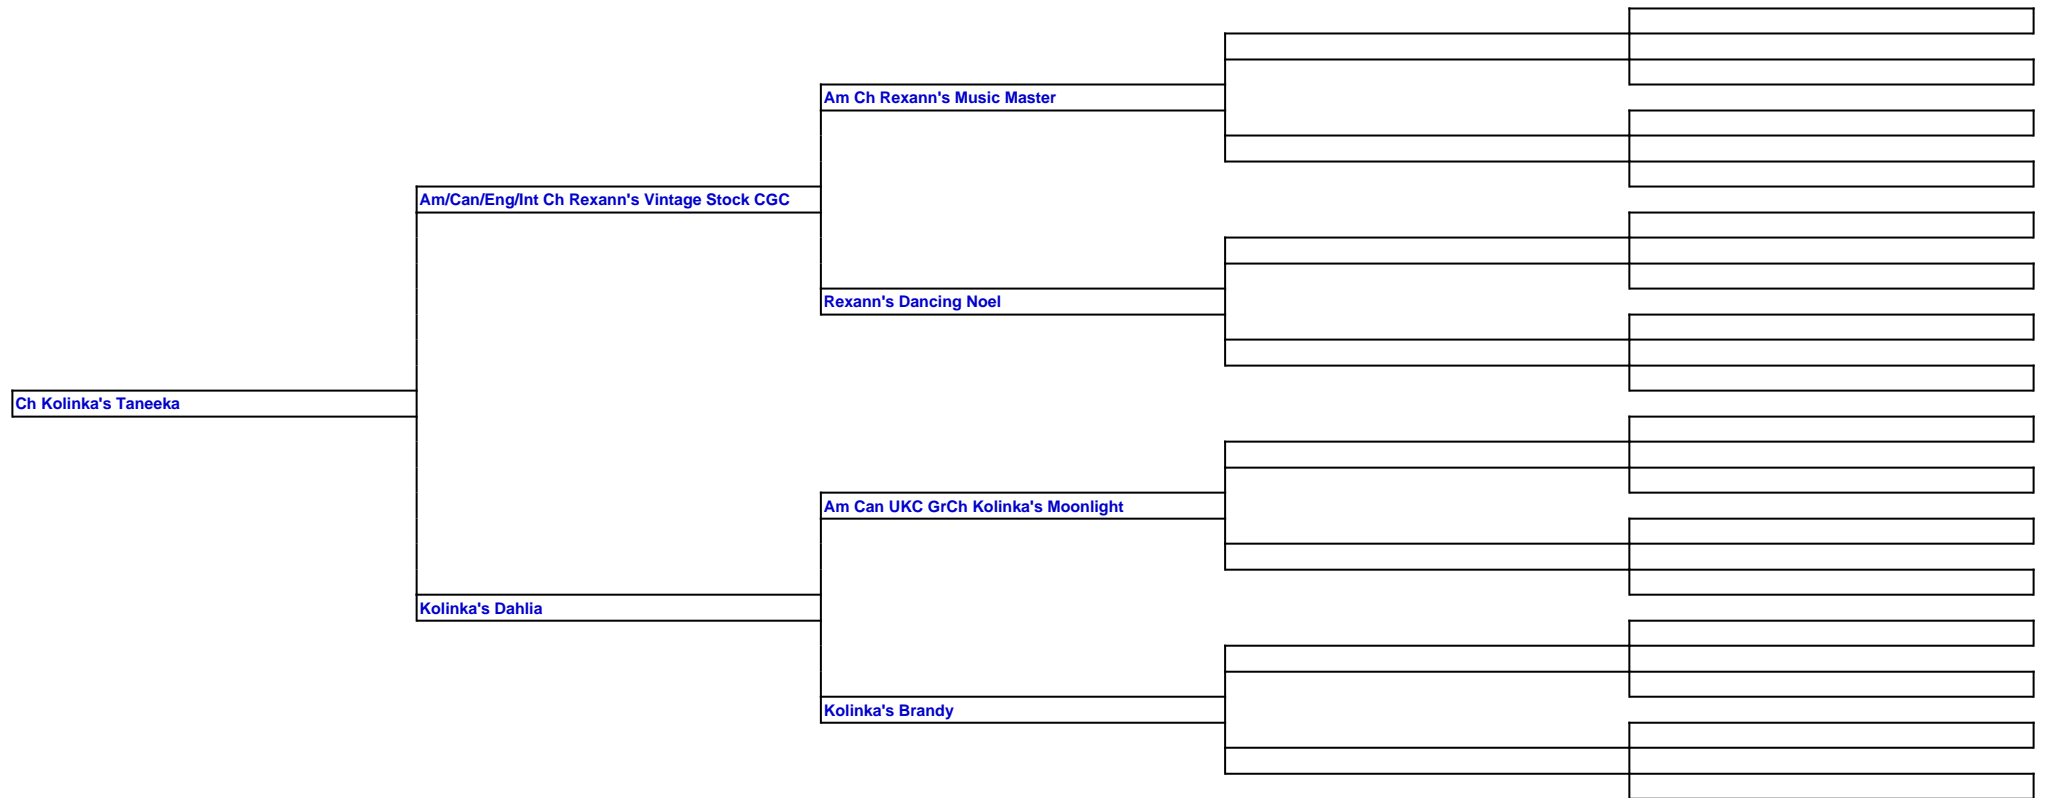 Am Ch Rexann's Music Master
Am/Can/Eng/Int Ch Rexann's Vintage Stock CGC
Rexann's Dancing Noel
Ch Kolinka's Taneeka
Am Can UKC GrCh Kolinka's Moonlight
Kolinka's Dahlia
Kolinka's Brandy